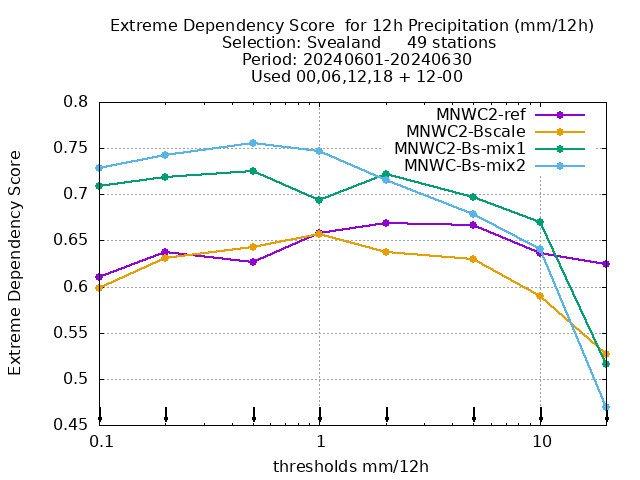 Extreme Dependency Score  for 12h Precipitation (mm/12h)
Selection: Svealand     49 stations
Period: 20240601-20240630
Used 00,06,12,18 + 12-00
MNWC2-ref
MNWC2-Bscale
MNWC2-Bs-mix1
MNWC-Bs-mix2
Extreme Dependency Score
0.8
0.75
0.7
0.65
0.6
0.55
0.5
0.45
0.1 1 10
thresholds mm/12h